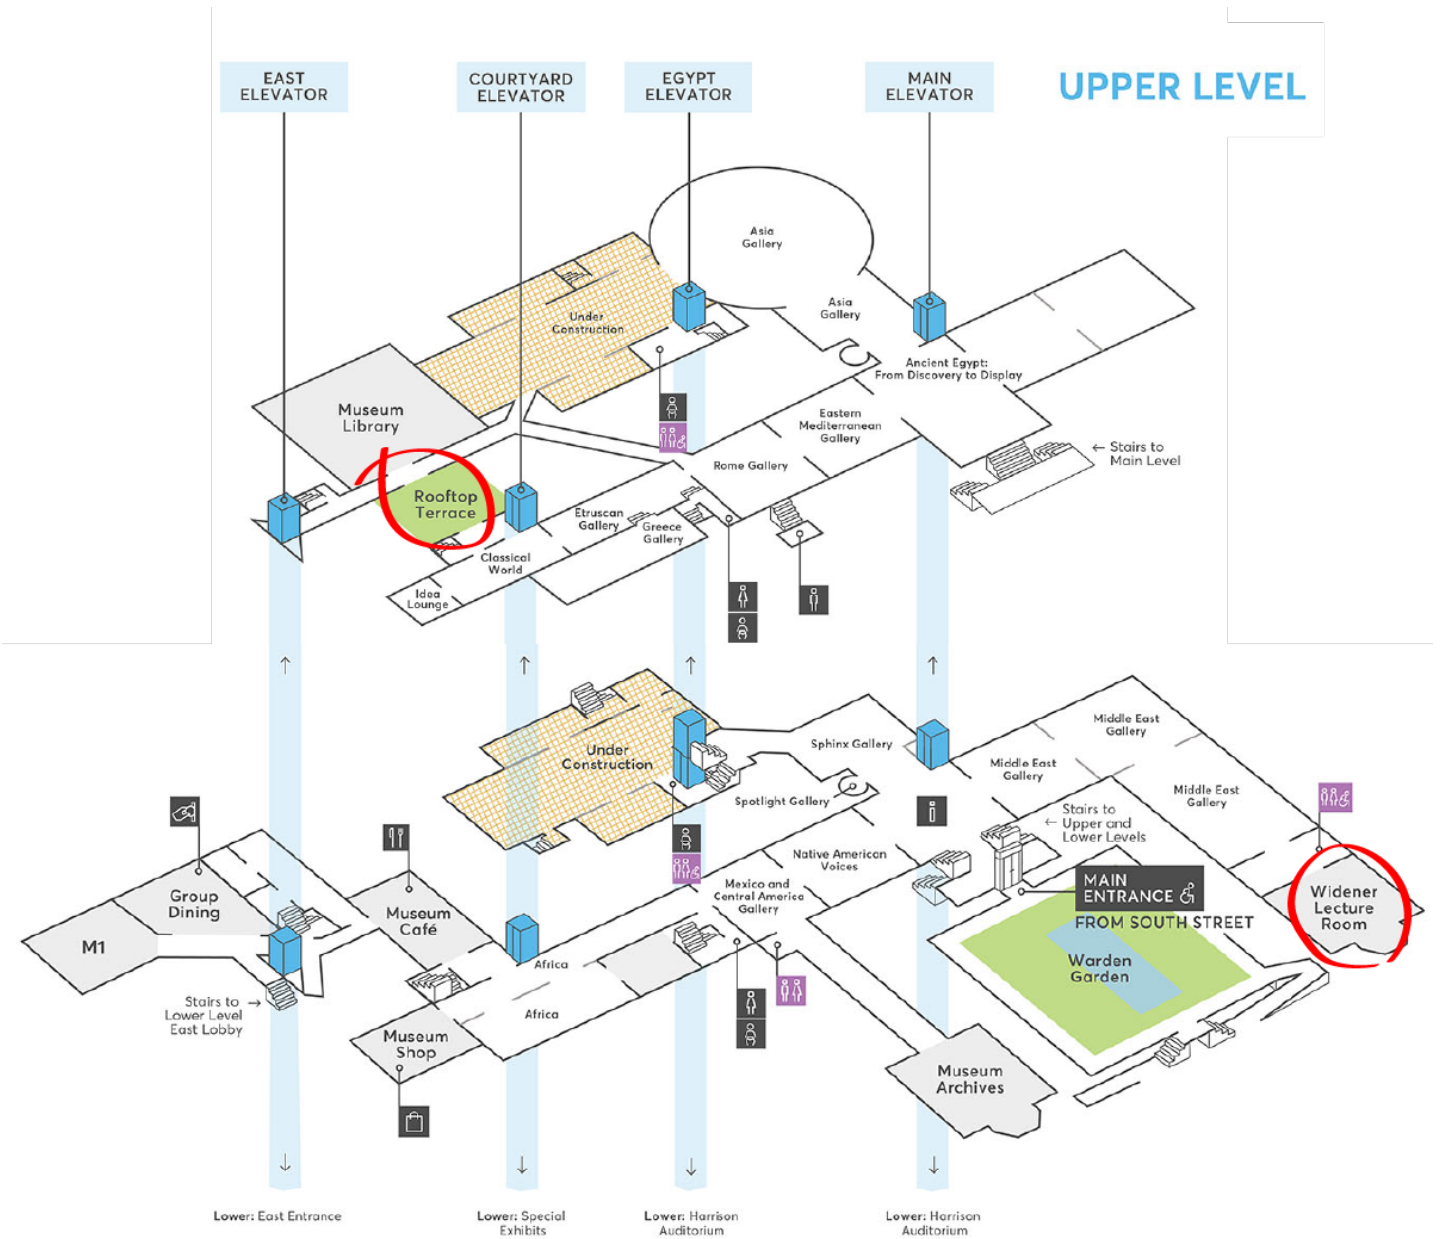 EAST
ELEVATOR
COURTYARD
ELEVATOR
EGYPT
ELEVATOR
MAIN
ELEVATOR
UPPER LEVEL
Asia
Gallery
Asia
Gallery
Under
Construction
Ancient Egypt:
From Discovery to Display
Museum
Library
Eastern
Mediterranean
Gallery
← Stairs to
Main Level
Rome Gallery
Rooftop
Terrace
Etruscan
Gallery
Greece
Gallery
Classical
World
Idea
Lounge
Middle East
Gallery
Sphinx Gallery
Under
Construction
Middle East
Gallery
Middle East
Gallery
Spotlight Gallery
Stairs to
← Upper and
Lower Levels
Native American
Voices
Mexico and
Central America
Gallery
MAIN
ENTRANCE
FROM SOUTH STREET
Widener
Lecture
Room
Group
Dining
Museum
Café
M1
Africa
Warden
Garden
Stairs to →
Lower Level
East Lobby
Africa
Museum
Shop
Museum
Archives
Lower: East Entrance
Lower: Special
Exhibits
Lower: Harrison
Auditorium
Lower: Harrison
Auditorium